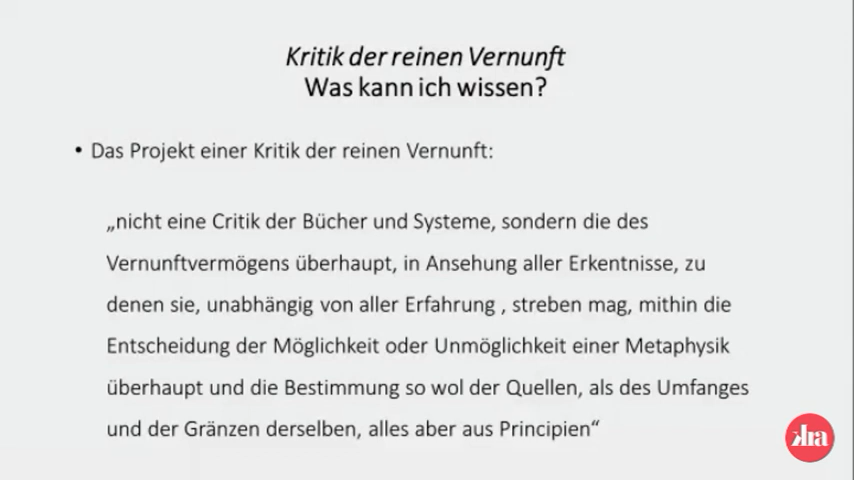 Kritik der reinen Vernunft
Was kann ich wissen?
• Das Projekt einer Kritik der reinen Vernunft:
„nicht eine Critik der Bücher und Systeme, sondern die des
Vernunftvermögens überhaupt, in Ansehung aller Erkentnisse, zu
denen sie, unabhängig von aller Erfahrung , streben mag, mithin die
Entscheidung der Möglichkeit oder Unmöglichkeit einer Metaphysik
überhaupt und die Bestimmung so wol der Quellen, als des Umfanges
und der Gränzen derselben, alles aber aus Principien“